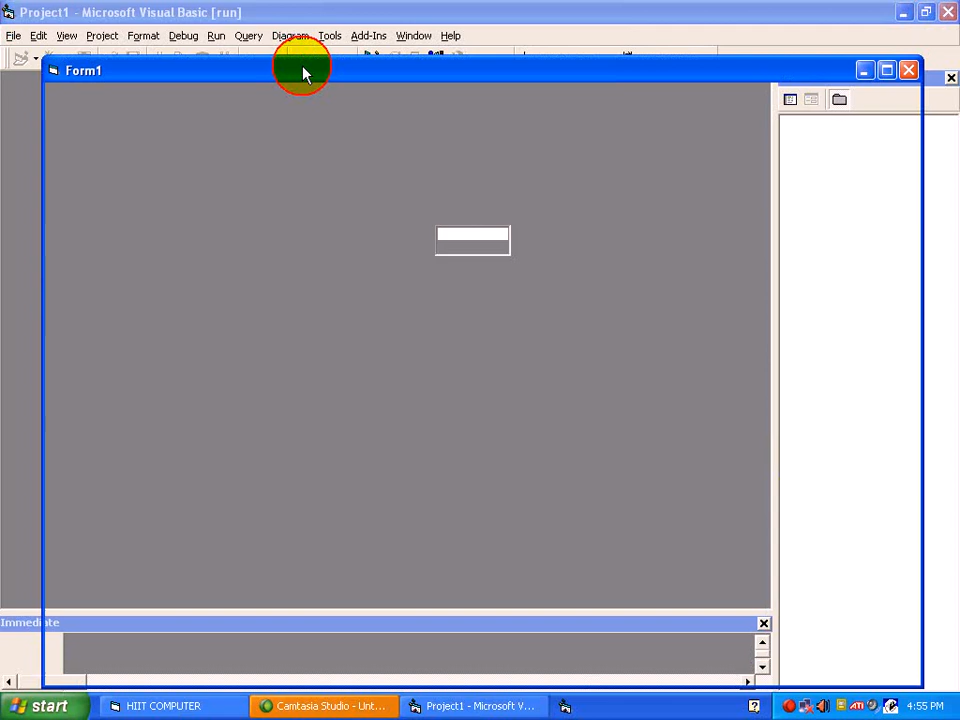 Project1 - Microsoft Visual Basic [run]
File Edit View Project Format Debug Run Query Diagram Tools Add-Ins Window Help
Form1
Immediate
start HIIT COMPUTER Camtasia Studio - Unt... Project1 - Microsoft V... ATI 4:55 PM